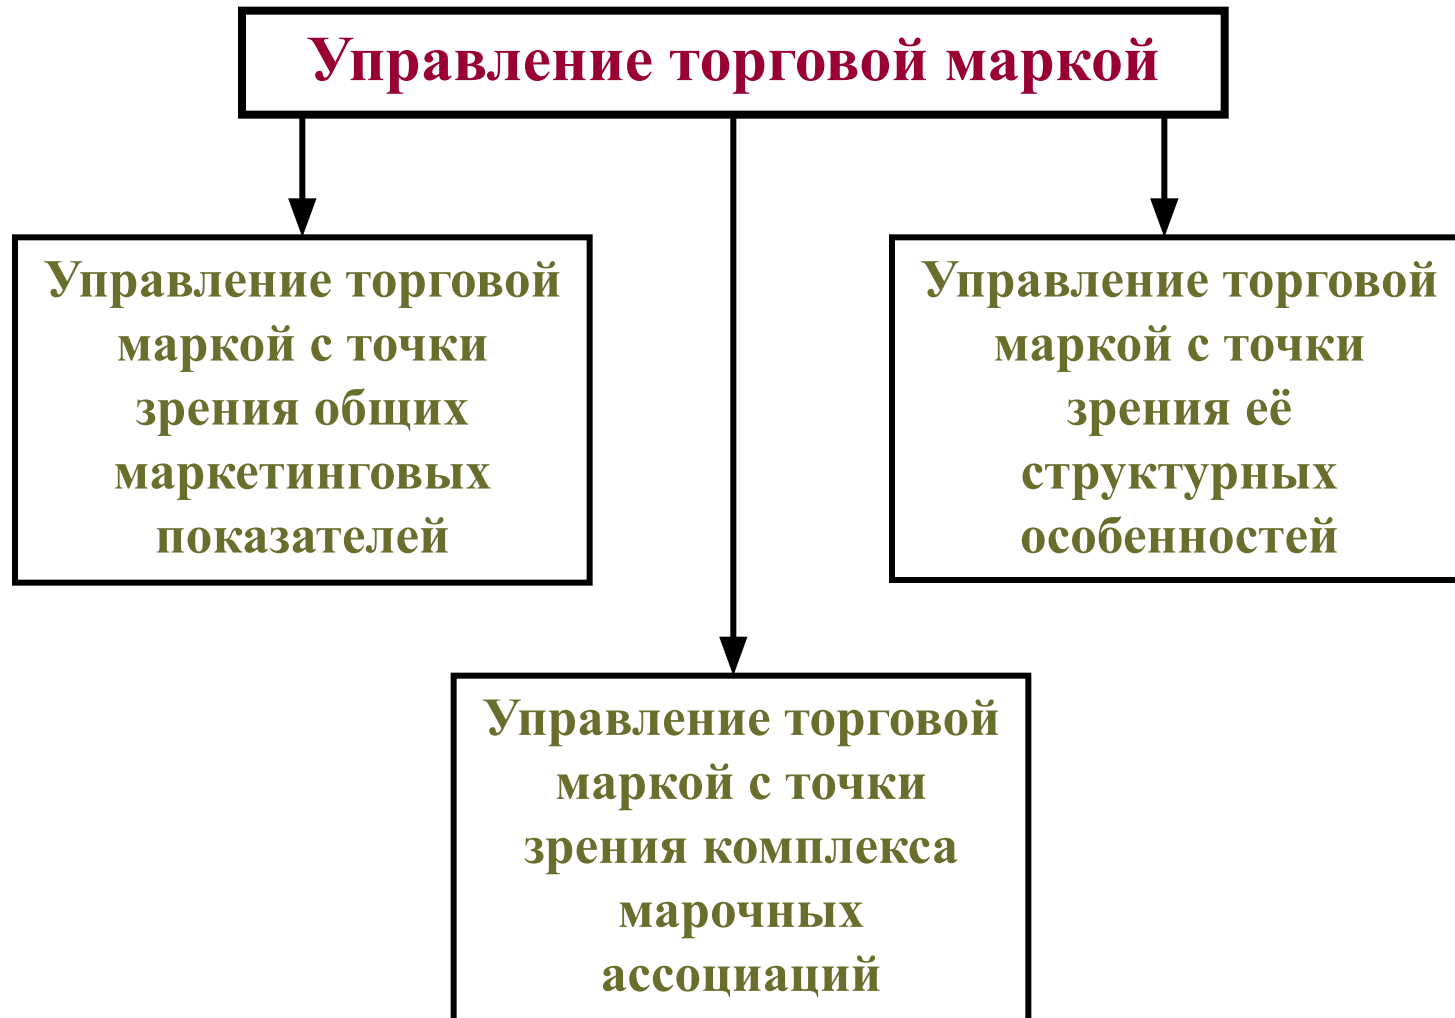 Управление торговой маркой
Управление торговой
маркой с точки
зрения общих
маркетинговых
показателей
Управление торговой
маркой с точки
зрения её
структурных
особенностей
Управление торговой
маркой с точки
зрения комплекса
марочных
ассоциаций